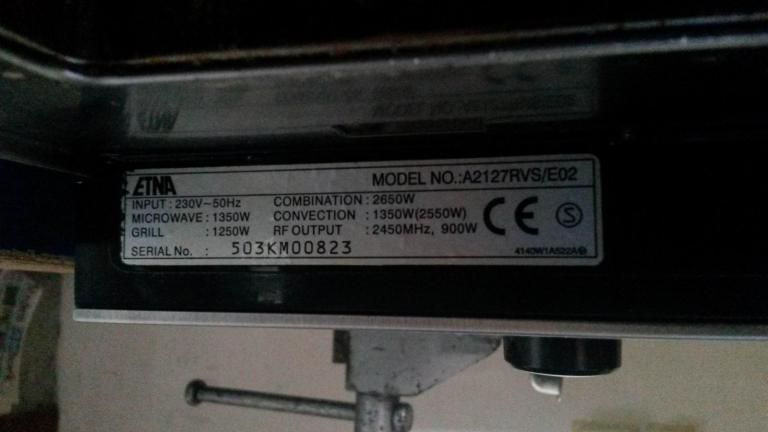 ETNA MODEL NO.:A2127RVS/E02
INPUT : 230V~50Hz COMBINATION : 2650W
MICROWAVE : 1350W CONVECTION : 1350W(2550W)
GRILL : 1250W RF OUTPUT : 2450MHz, 900W
CE S
SERIAL No. : 503KM00823
4140W1A522A